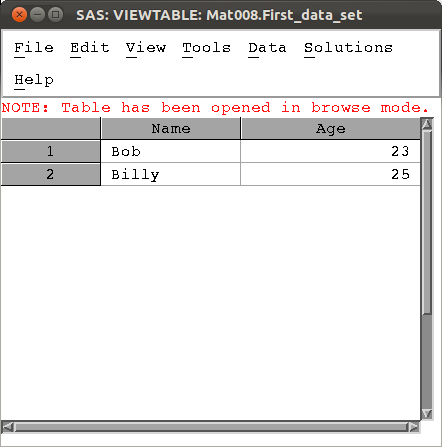 SAS: VIEWTABLE: Mat008.First_data_set
File Edit View Tools Data Solutions
Help
NOTE: Table has been opened in browse mode.
Name Age
1 Bob 23
2 Billy 25